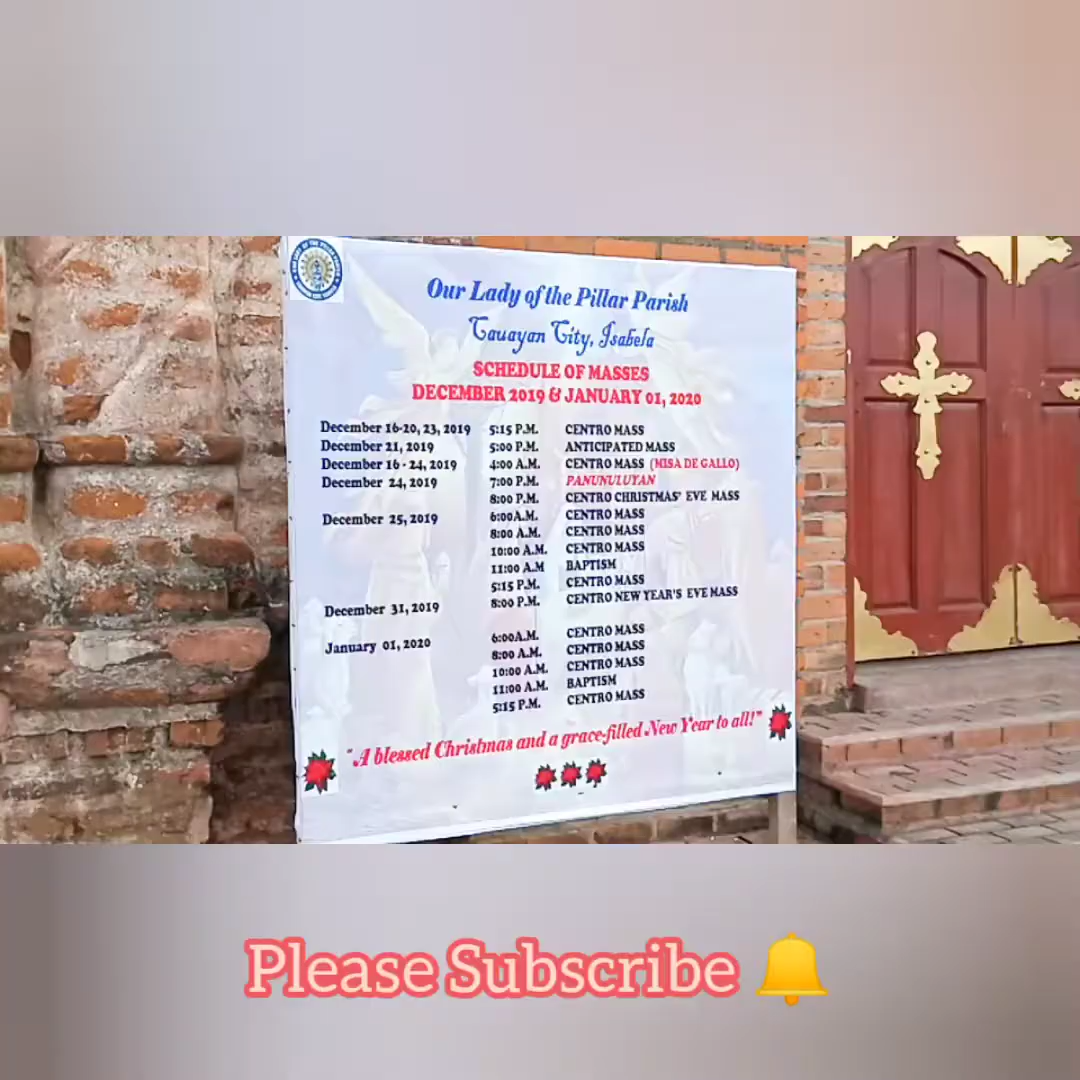 Our Lady of the Pillar Parish
Cauayan City, Isabela
SCHEDULE OF MASSES
DECEMBER 2019 & JANUARY 01, 2020
December 16-20, 23, 2019 5:15 P.M. CENTRO MASS
December 21, 2019 5:00 P.M. ANTICIPATED MASS
December 16 - 24, 2019 4:00 A.M. CENTRO MASS (MISA DE GALLO)
December 24, 2019 7:00 P.M. PANUNULUYAN
8:00 P.M. CENTRO CHRISTMAS' EVE MASS
December 25, 2019 6:00A.M. CENTRO MASS
8:00 A.M. CENTRO MASS
10:00 A.M. CENTRO MASS
11:00 A.M BAPTISM
5:15 P.M. CENTRO MASS
December 31, 2019 8:00 P.M. CENTRO NEW YEAR'S EVE MASS
January 01, 2020 6:00A.M. CENTRO MASS
8:00 A.M. CENTRO MASS
10:00 A.M. CENTRO MASS
11:00 A.M. BAPTISM
5:15 P.M. CENTRO MASS
"A blessed Christmas and a grace-filled New Year to all!"
Please Subscribe